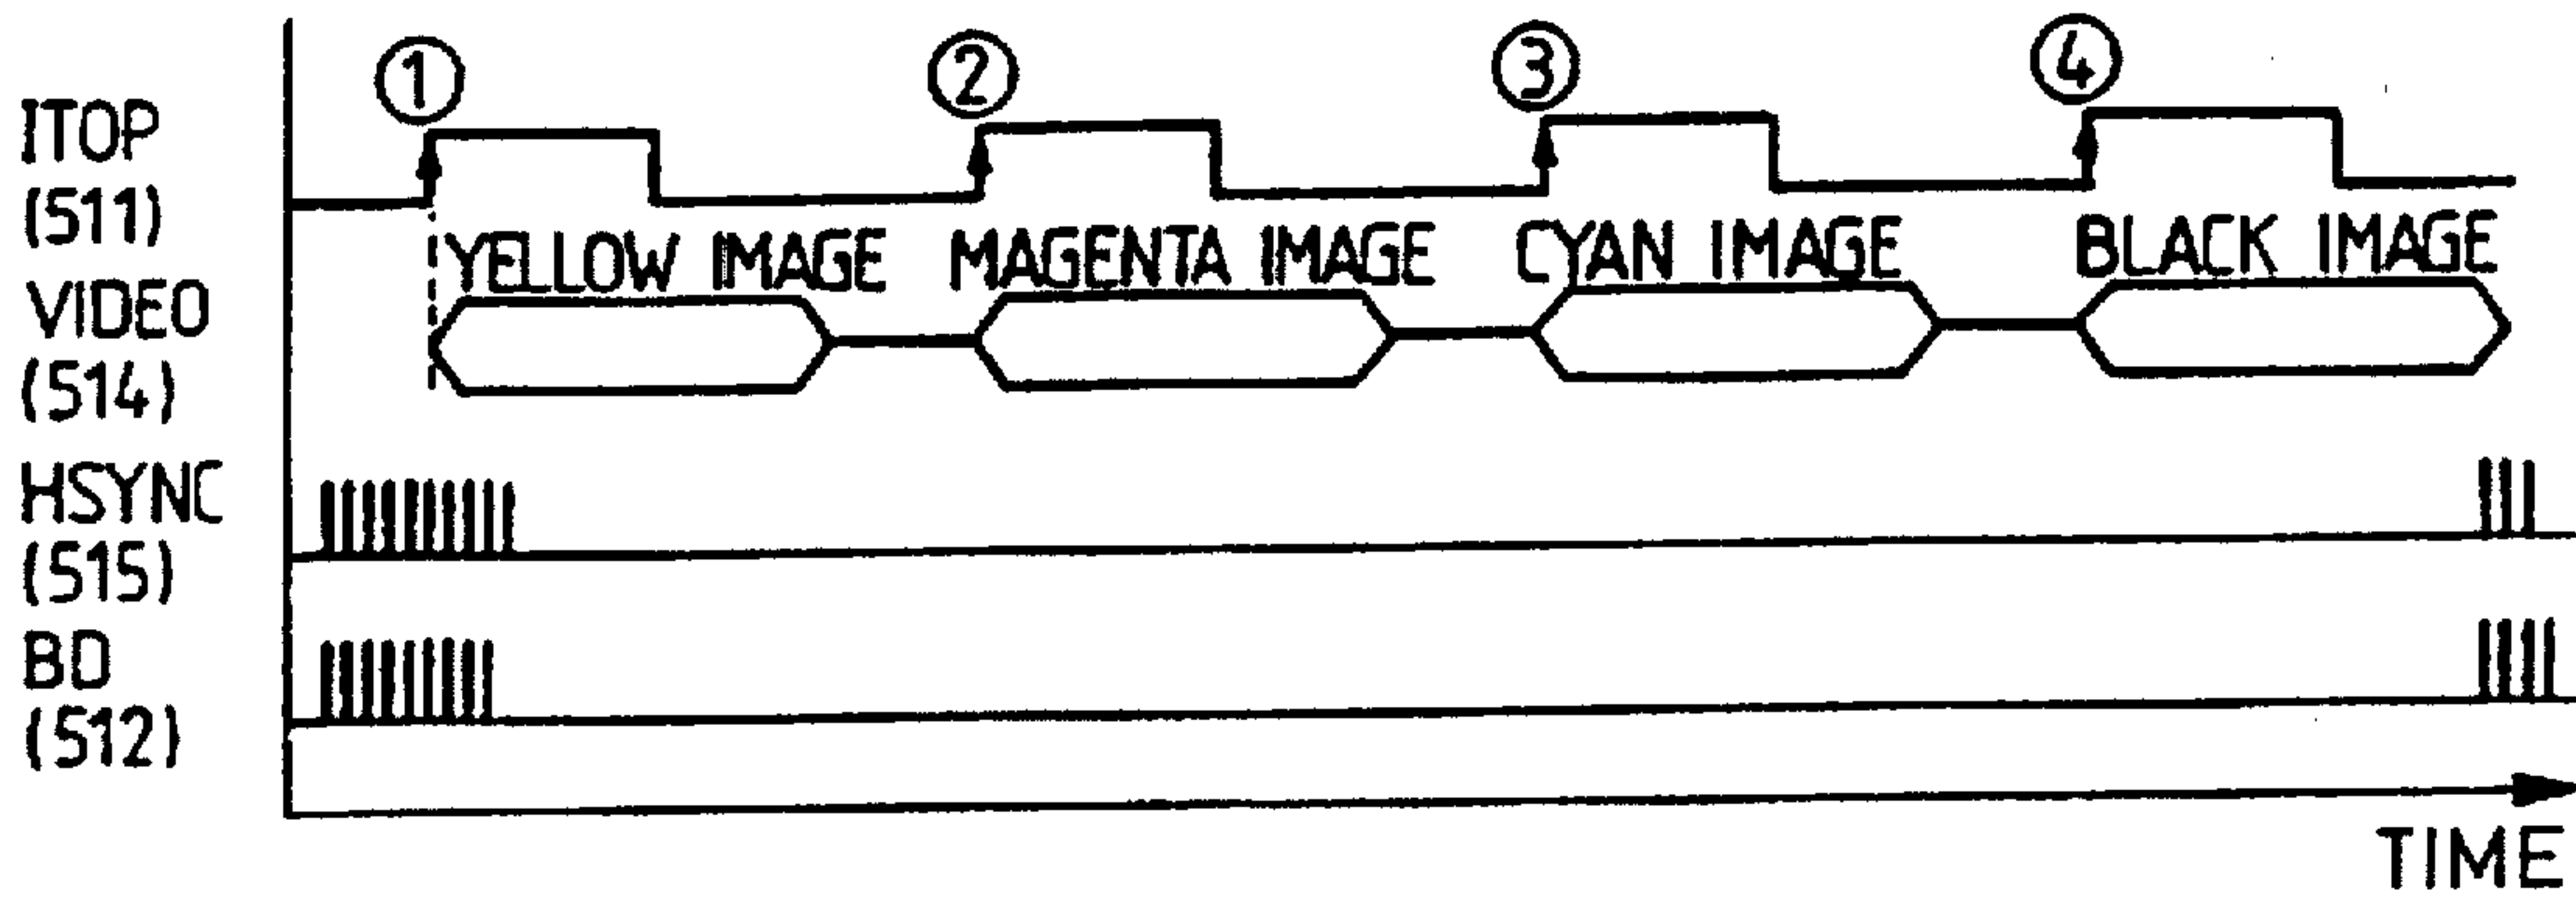 ① ② ③ ④
ITOP
(511)
YELLOW IMAGE MAGENTA IMAGE CYAN IMAGE BLACK IMAGE
VIDEO
(514)
HSYNC
(515)
BD
(512)
TIME